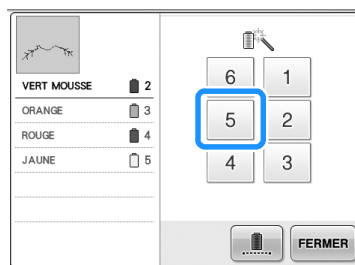 VERT MOUSSE 2
ORANGE 3
ROUGE 4
JAUNE 5
6 1
5 2
4 3
FERMER